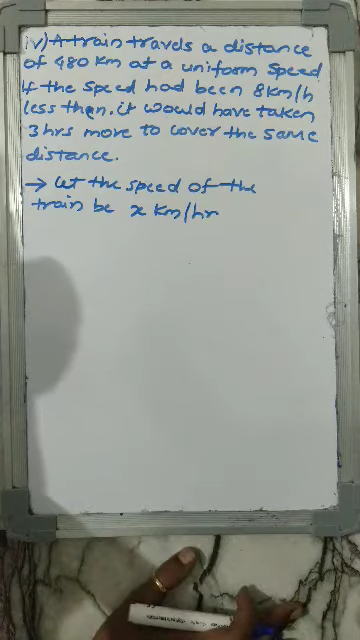 iv) A train travels a distance
of 480 Km at a uniform speed
If the speed had been 8Km/h
less then. it would have taken
3 hrs more to cover the same
distance.
→ let the speed of the
train be x Km/hr